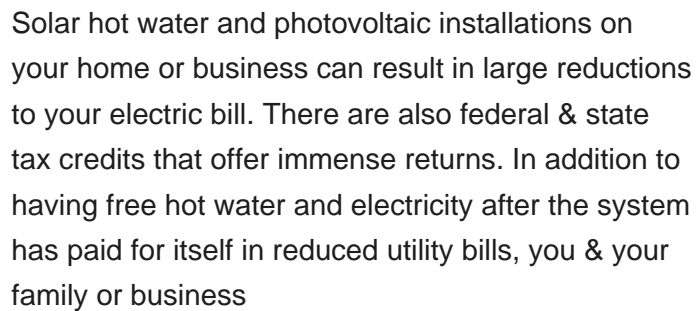 Solar hot water and photovoltaic installations on
your home or business can result in large reductions
to your electric bill. There are also federal & state
tax credits that offer immense returns. In addition to
having free hot water and electricity after the system
has paid for itself in reduced utility bills, you & your
family or business